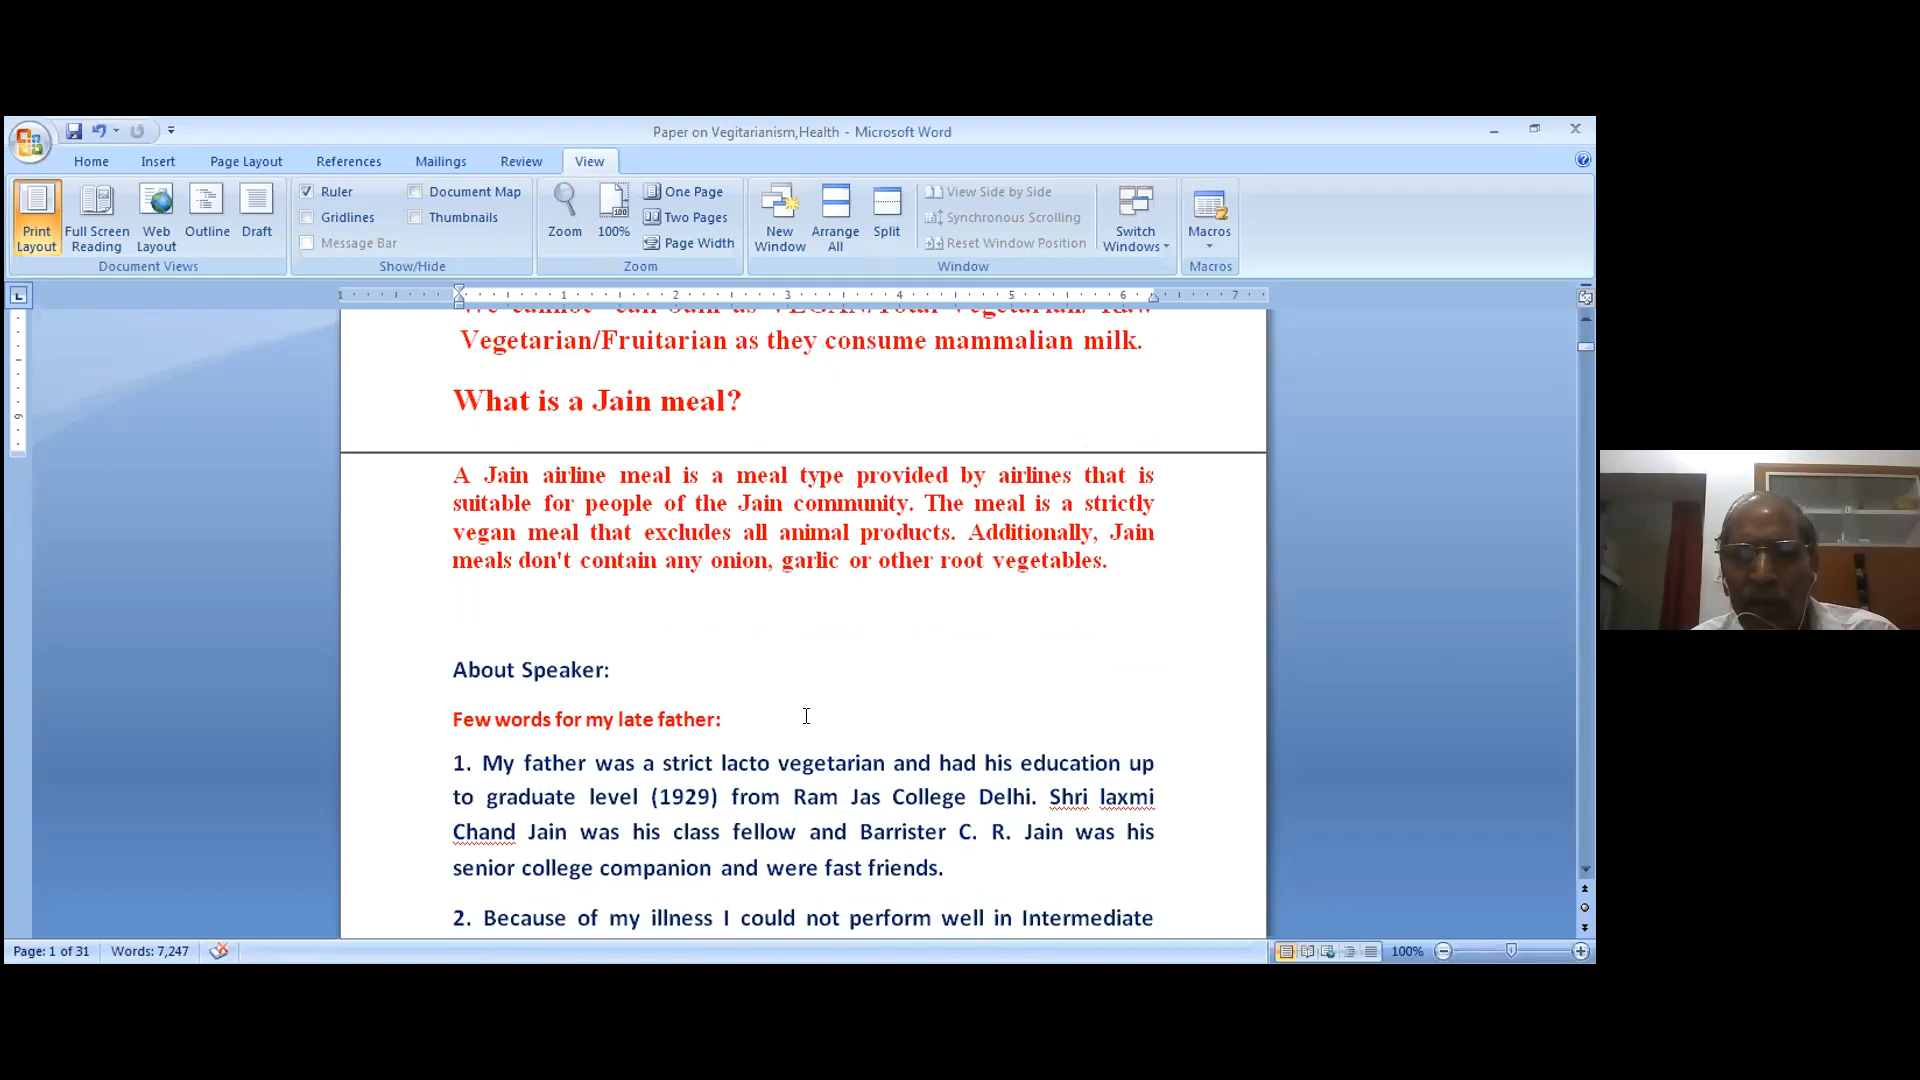 Paper on Vegitarianism,Health - Microsoft Word
Home Insert Page Layout References Mailings Review View
Print Layout
Full Screen Reading
Web Layout
Outline
Draft
Document Views
Ruler
Gridlines
Message Bar
Document Map
Thumbnails
Show/Hide
Zoom
100%
One Page
Two Pages
Page Width
Zoom
New Window
Arrange All
Split
View Side by Side
Synchronous Scrolling
Reset Window Position
Switch Windows
Window
Macros
Macros
1 1 2 3 4 5 6 7
Vegetarian/Fruitarian as they consume mammalian milk.
What is a Jain meal?
A Jain airline meal is a meal type provided by airlines that is
suitable for people of the Jain community. The meal is a strictly
vegan meal that excludes all animal products. Additionally, Jain
meals don't contain any onion, garlic or other root vegetables.
About Speaker:
Few words for my late father:
1. My father was a strict lacto vegetarian and had his education up
to graduate level (1929) from Ram Jas College Delhi. Shri laxmi
Chand Jain was his class fellow and Barrister C. R. Jain was his
senior college companion and were fast friends.
2. Because of my illness I could not perform well in Intermediate
Page: 1 of 31 Words: 7,247 100%